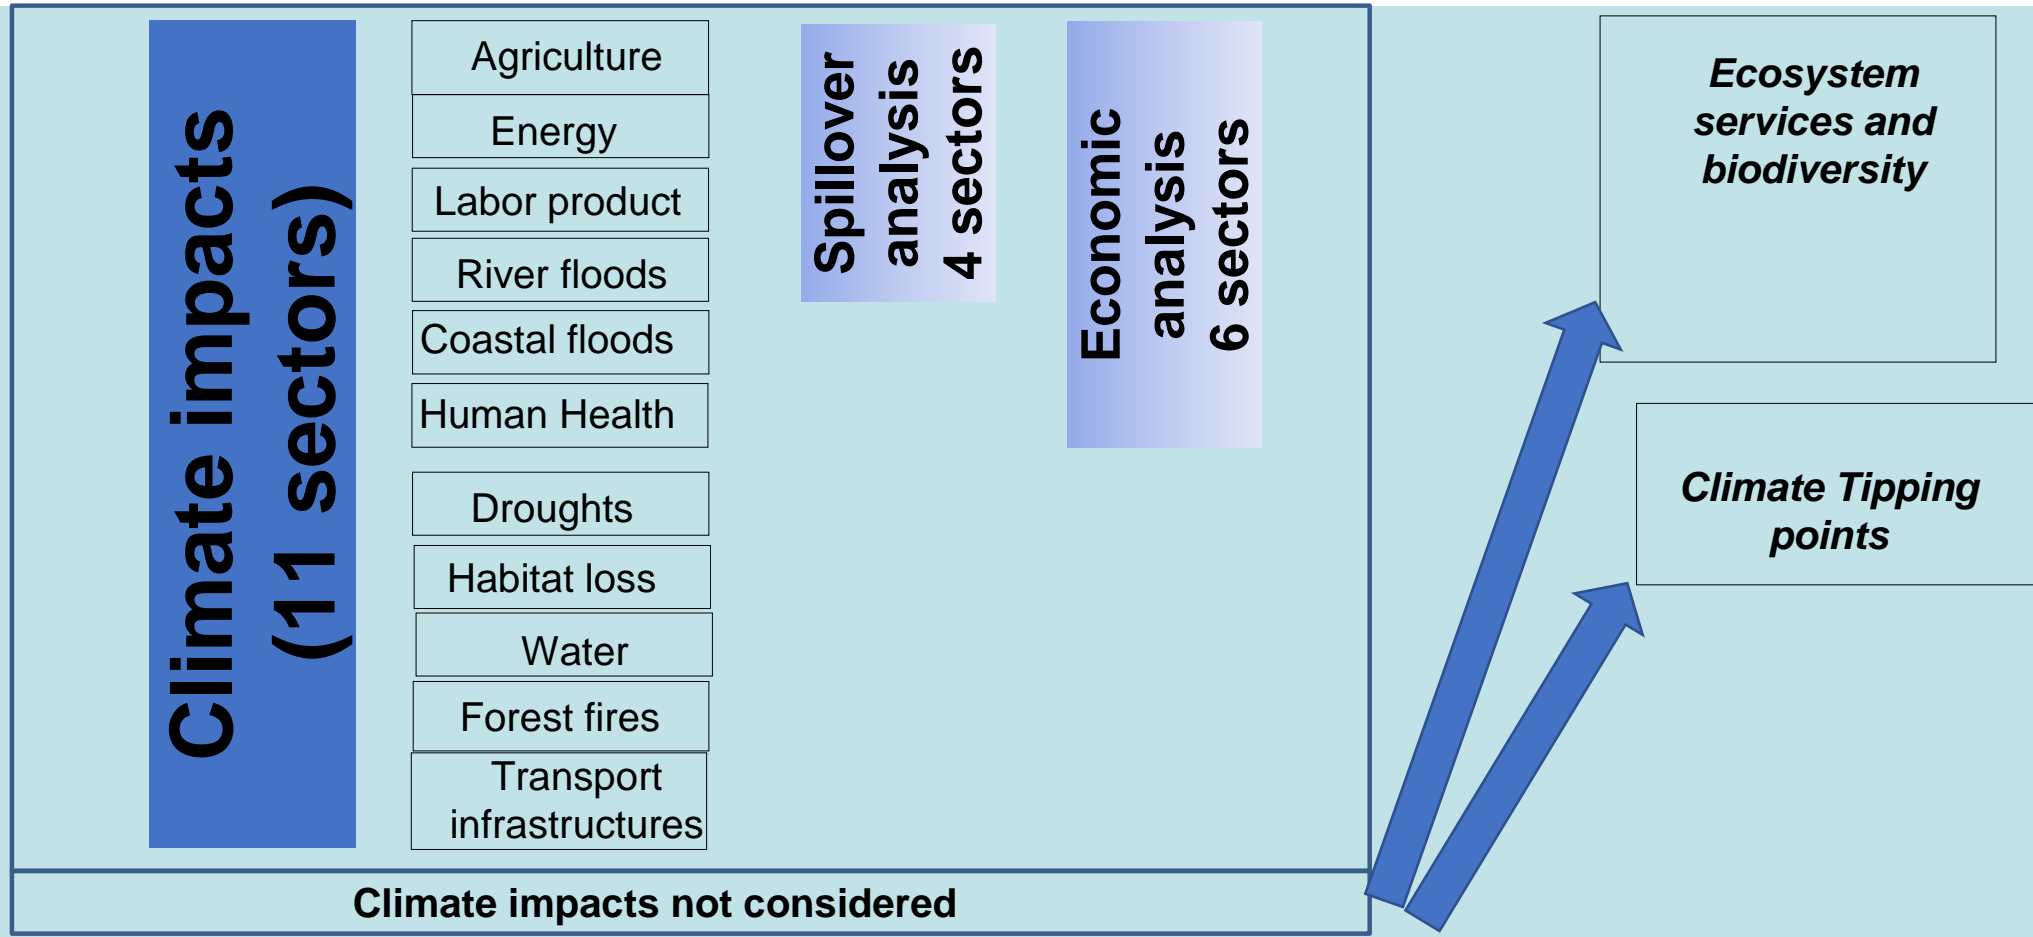 Climate impacts
(11 sectors)
Agriculture
Energy
Labor product
River floods
Coastal floods
Human Health
Droughts
Habitat loss
Water
Forest fires
Transport
infrastructures
Spillover
analysis
4 sectors
Economic
analysis
6 sectors
Ecosystem
services and
biodiversity
Climate Tipping
points
Climate impacts not considered